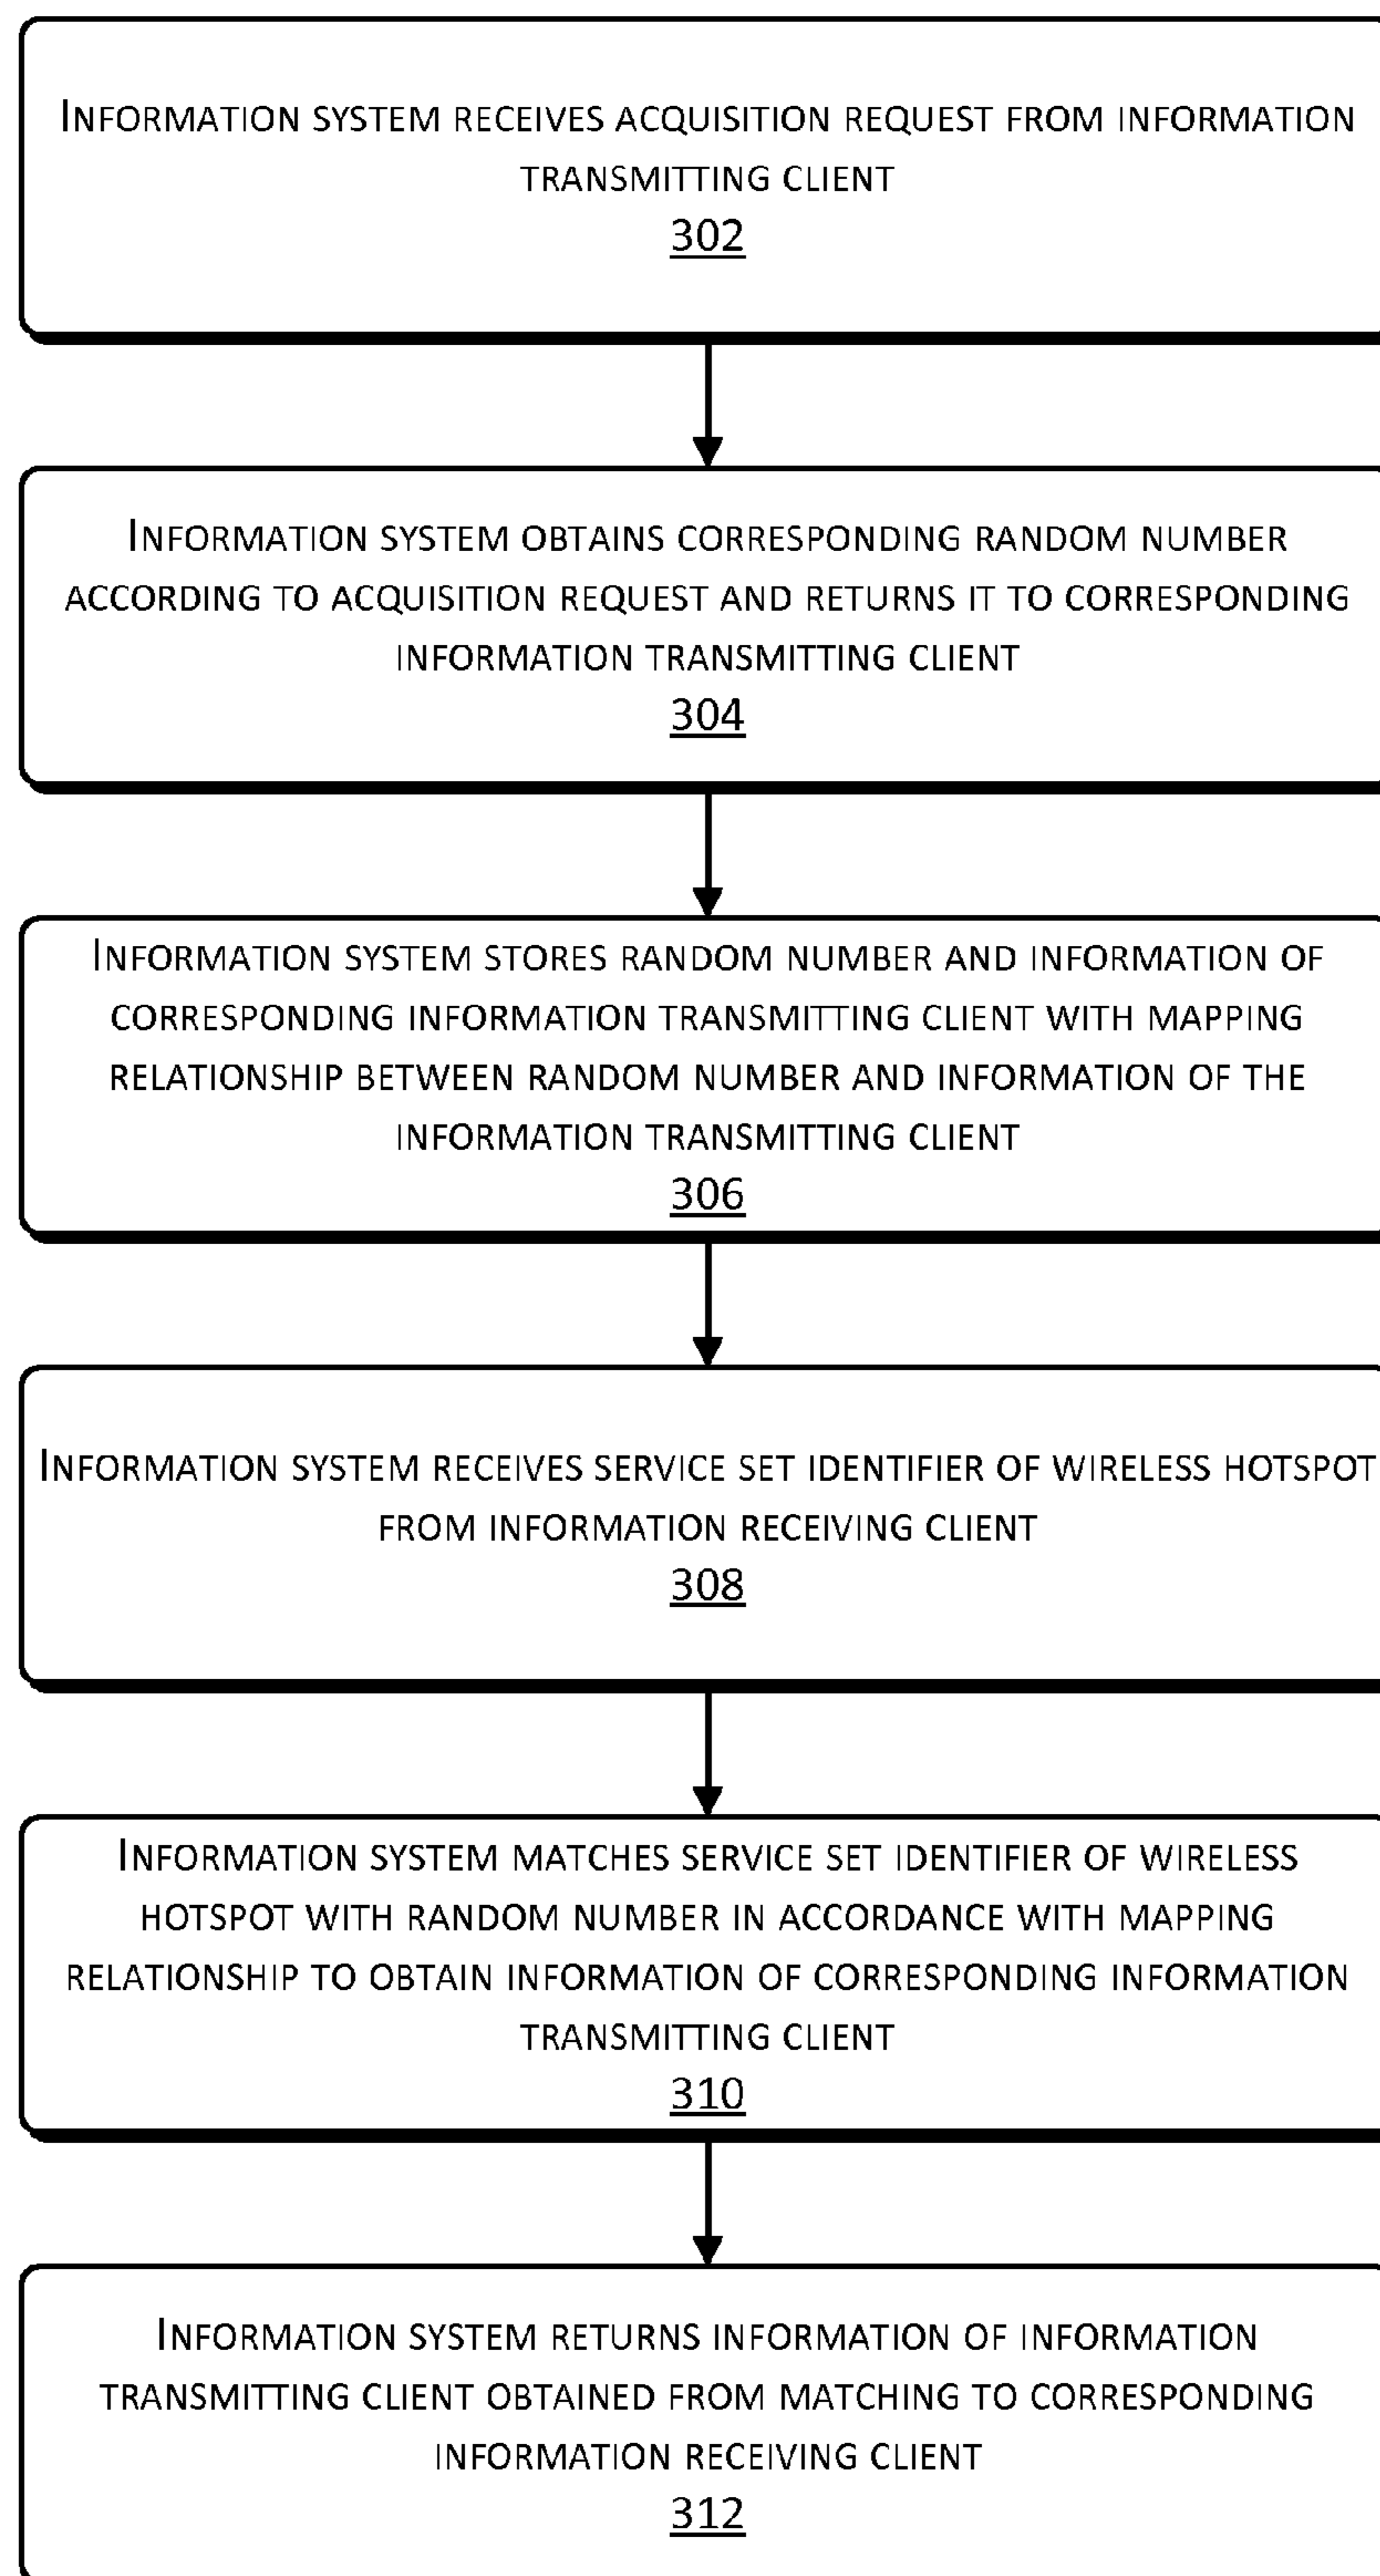 INFORMATION SYSTEM RECEIVES ACQUISITION REQUEST FROM INFORMATION
TRANSMITTING CLIENT
302
INFORMATION SYSTEM OBTAINS CORRESPONDING RANDOM NUMBER
ACCORDING TO ACQUISITION REQUEST AND RETURNS IT TO CORRESPONDING
INFORMATION TRANSMITTING CLIENT
304
INFORMATION SYSTEM STORES RANDOM NUMBER AND INFORMATION OF
CORRESPONDING INFORMATION TRANSMITTING CLIENT WITH MAPPING
RELATIONSHIP BETWEEN RANDOM NUMBER AND INFORMATION OF THE
INFORMATION TRANSMITTING CLIENT
306
INFORMATION SYSTEM RECEIVES SERVICE SET IDENTIFIER OF WIRELESS HOTSPOT
FROM INFORMATION RECEIVING CLIENT
308
INFORMATION SYSTEM MATCHES SERVICE SET IDENTIFIER OF WIRELESS
HOTSPOT WITH RANDOM NUMBER IN ACCORDANCE WITH MAPPING
RELATIONSHIP TO OBTAIN INFORMATION OF CORRESPONDING INFORMATION
TRANSMITTING CLIENT
310
INFORMATION SYSTEM RETURNS INFORMATION OF INFORMATION
TRANSMITTING CLIENT OBTAINED FROM MATCHING TO CORRESPONDING
INFORMATION RECEIVING CLIENT
312